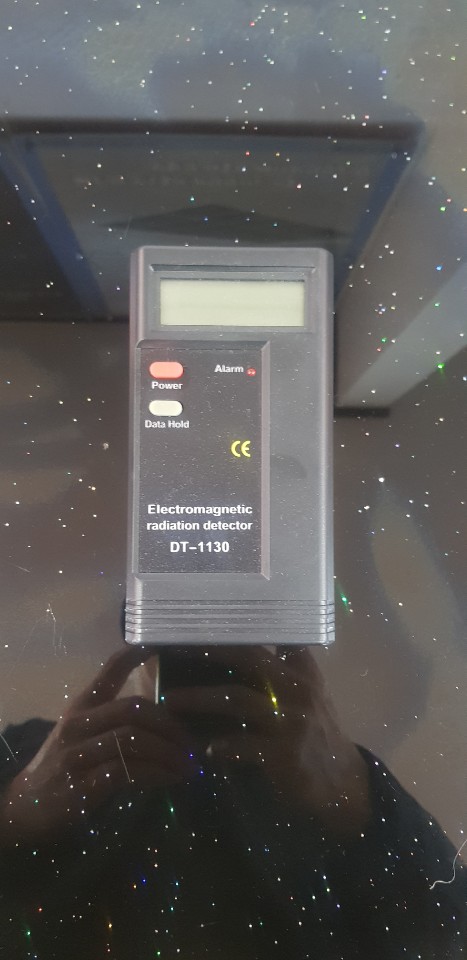 Alarm
Power
Data Hold
CE
Electromagnetic
radiation detector
DT-1130